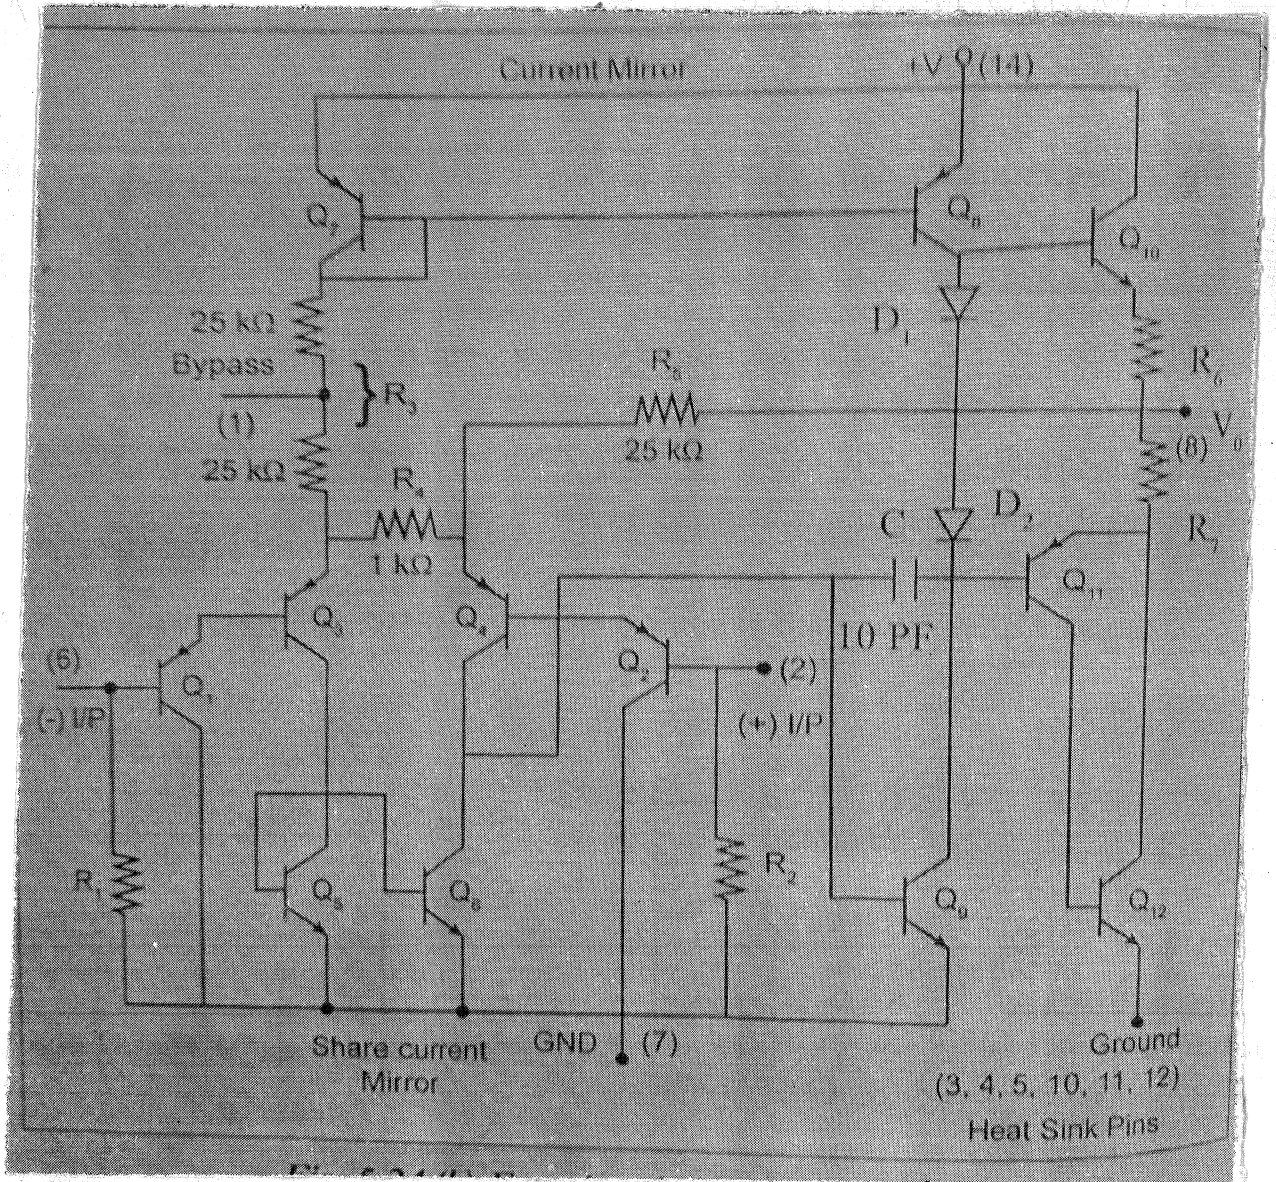 Current Mirror
+V (14)
Q7
Q8
Q10
25 kΩ
D1
Bypass
R3
R5
R6
(1)
V0
25 kΩ
25 kΩ
(8)
R4
1 kΩ
C
D2
R7
Q3
Q4
Q11
10 PF
(6)
Q1
Q2
(2)
(-) I/P
(+) I/P
R1
Q5
Q6
R2
Q9
Q12
Share current
Mirror
GND (7)
Ground
(3, 4, 5, 10, 11, 12)
Heat Sink Pins